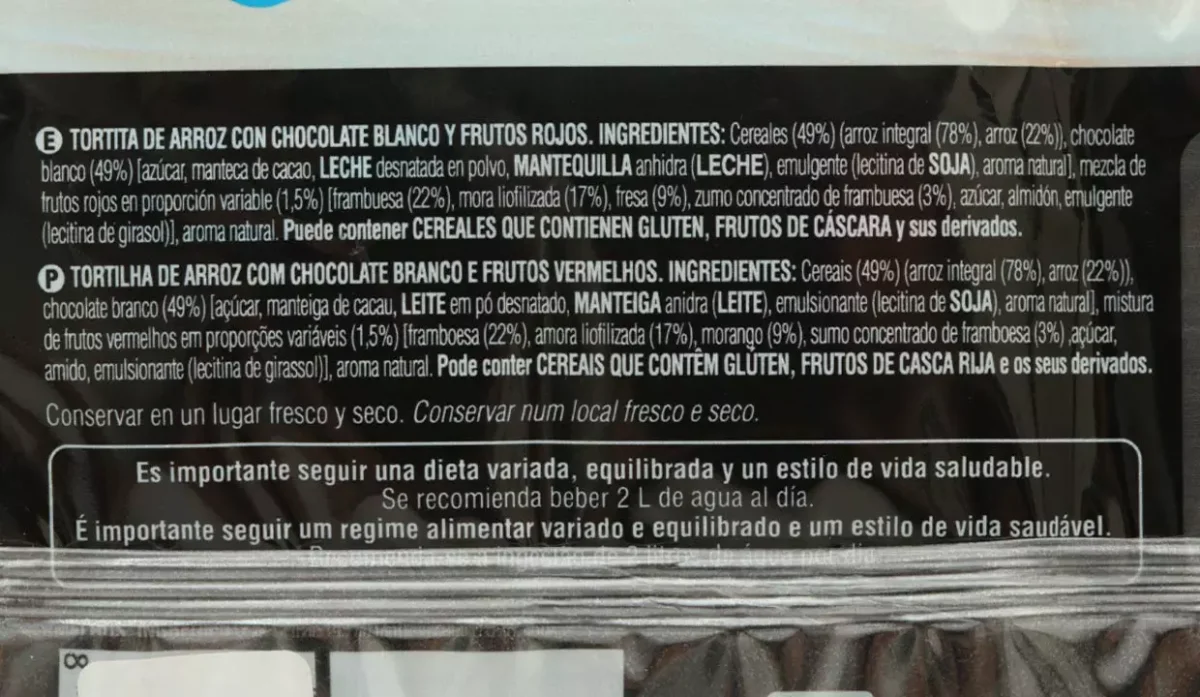 E TORTITA DE ARROZ CON CHOCOLATE BLANCO Y FRUTOS ROJOS. INGREDIENTES: Cereales (49%) (arroz integral (78%), arroz (22%)), chocolate
blanco (49%) [azúcar, manteca de cacao, LECHE desnatada en polvo, MANTEQUILLA anhidra (LECHE), emulgente (lecitina de SOJA), aroma natural], mezcla de
frutos rojos en proporción variable (1,5%) [frambuesa (22%), mora liofilizada (17%), fresa (9%), zumo concentrado de frambuesa (3%), azúcar, almidón, emulgente
(lecitina de girasol)], aroma natural. Puede contener CEREALES QUE CONTIENEN GLUTEN, FRUTOS DE CÁSCARA y sus derivados.
P TORTILHA DE ARROZ COM CHOCOLATE BRANCO E FRUTOS VERMELHOS. INGREDIENTES: Cereais (49%) (arroz integral (78%), arroz (22%)),
chocolate branco (49%) [açúcar, manteiga de cacau, LEITE em pó desnatado, MANTEIGA anidra (LEITE), emulsionante (lecitina de SOJA), aroma natural], mistura
de frutos vermelhos em proporções variáveis (1,5%) [framboesa (22%), amora liofilizada (17%), morango (9%), sumo concentrado de framboesa (3%) ,açúcar,
amido, emulsionante (lecitina de girassol)], aroma natural. Pode conter CEREAIS QUE CONTÊM GLÚTEN, FRUTOS DE CASCA RIJA e os seus derivados.
Conservar en un lugar fresco y seco. Conservar num local fresco e seco.
Es importante seguir una dieta variada, equilibrada y un estilo de vida saludable.
Se recomienda beber 2 L de agua al día.
É importante seguir um regime alimentar variado e equilibrado e um estilo de vida saudável.
8